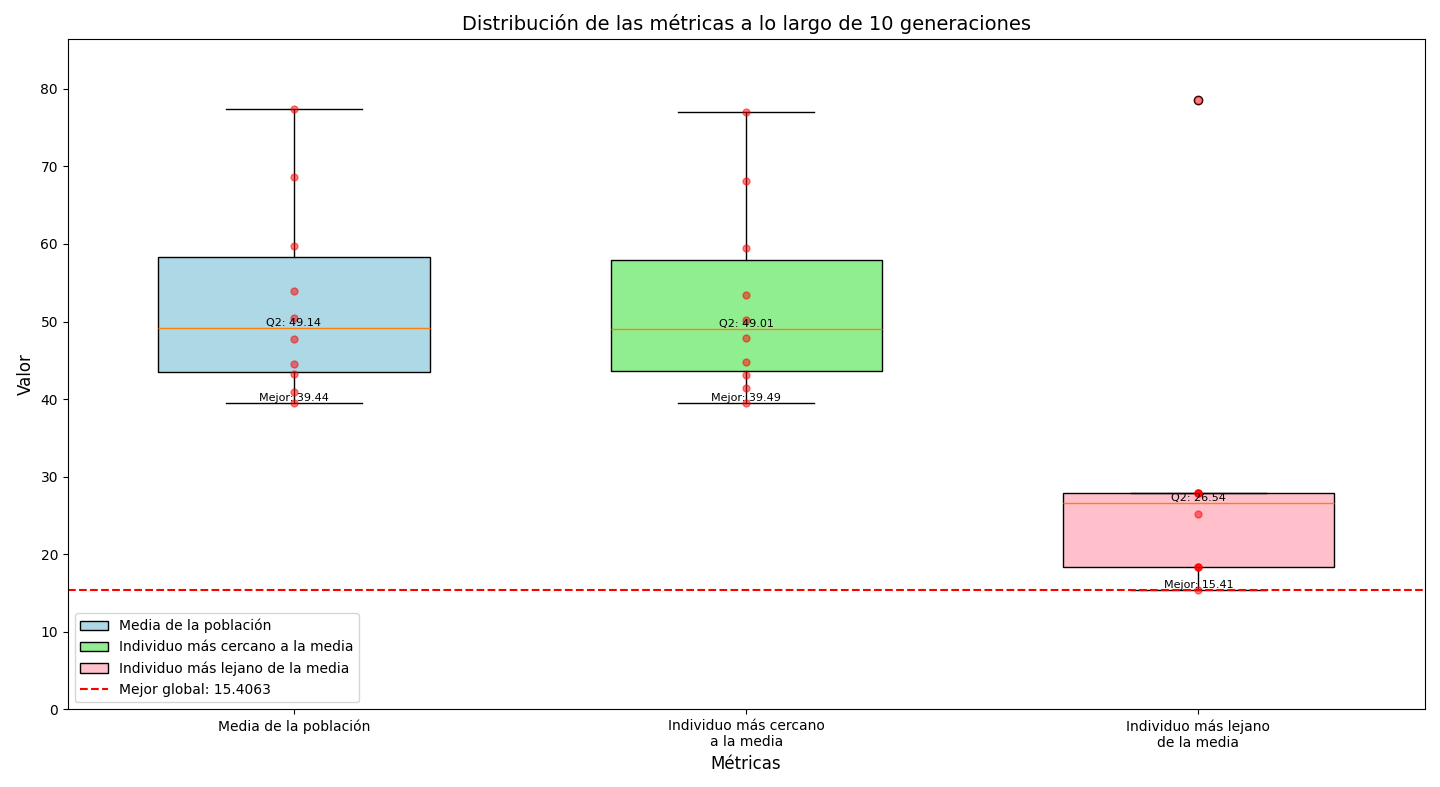 Distribución de las métricas a lo largo de 10 generaciones
Valor
80
70
60
50
40
30
20
10
0
Q2: 49.14
Mejor: 39.44
Q2: 49.01
Mejor: 39.49
Q2: 26.54
Mejor: 15.41
Media de la población
Individuo más cercano a la media
Individuo más lejano de la media
Mejor global: 15.4063
Media de la población
Individuo más cercano
a la media
Individuo más lejano
de la media
Métricas